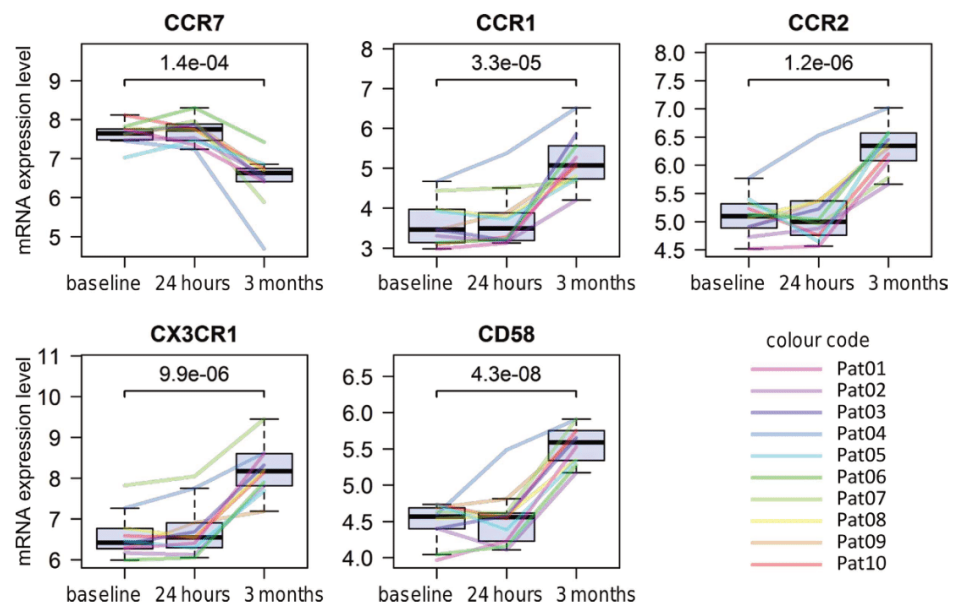 CCR7
CCR1
CCR2
mRNA expression level
1.4e-04
9
8
7
6
5
baseline 24 hours 3 months
3.3e-05
8
7
6
5
4
3
baseline 24 hours 3 months
1.2e-06
8.0
7.5
7.0
6.5
6.0
5.5
5.0
4.5
baseline 24 hours 3 months
CX3CR1
CD58
mRNA expression level
9.9e-06
11
10
9
8
7
6
baseline 24 hours 3 months
4.3e-08
6.5
6.0
5.5
5.0
4.5
4.0
baseline 24 hours 3 months
colour code
Pat01
Pat02
Pat03
Pat04
Pat05
Pat06
Pat07
Pat08
Pat09
Pat10